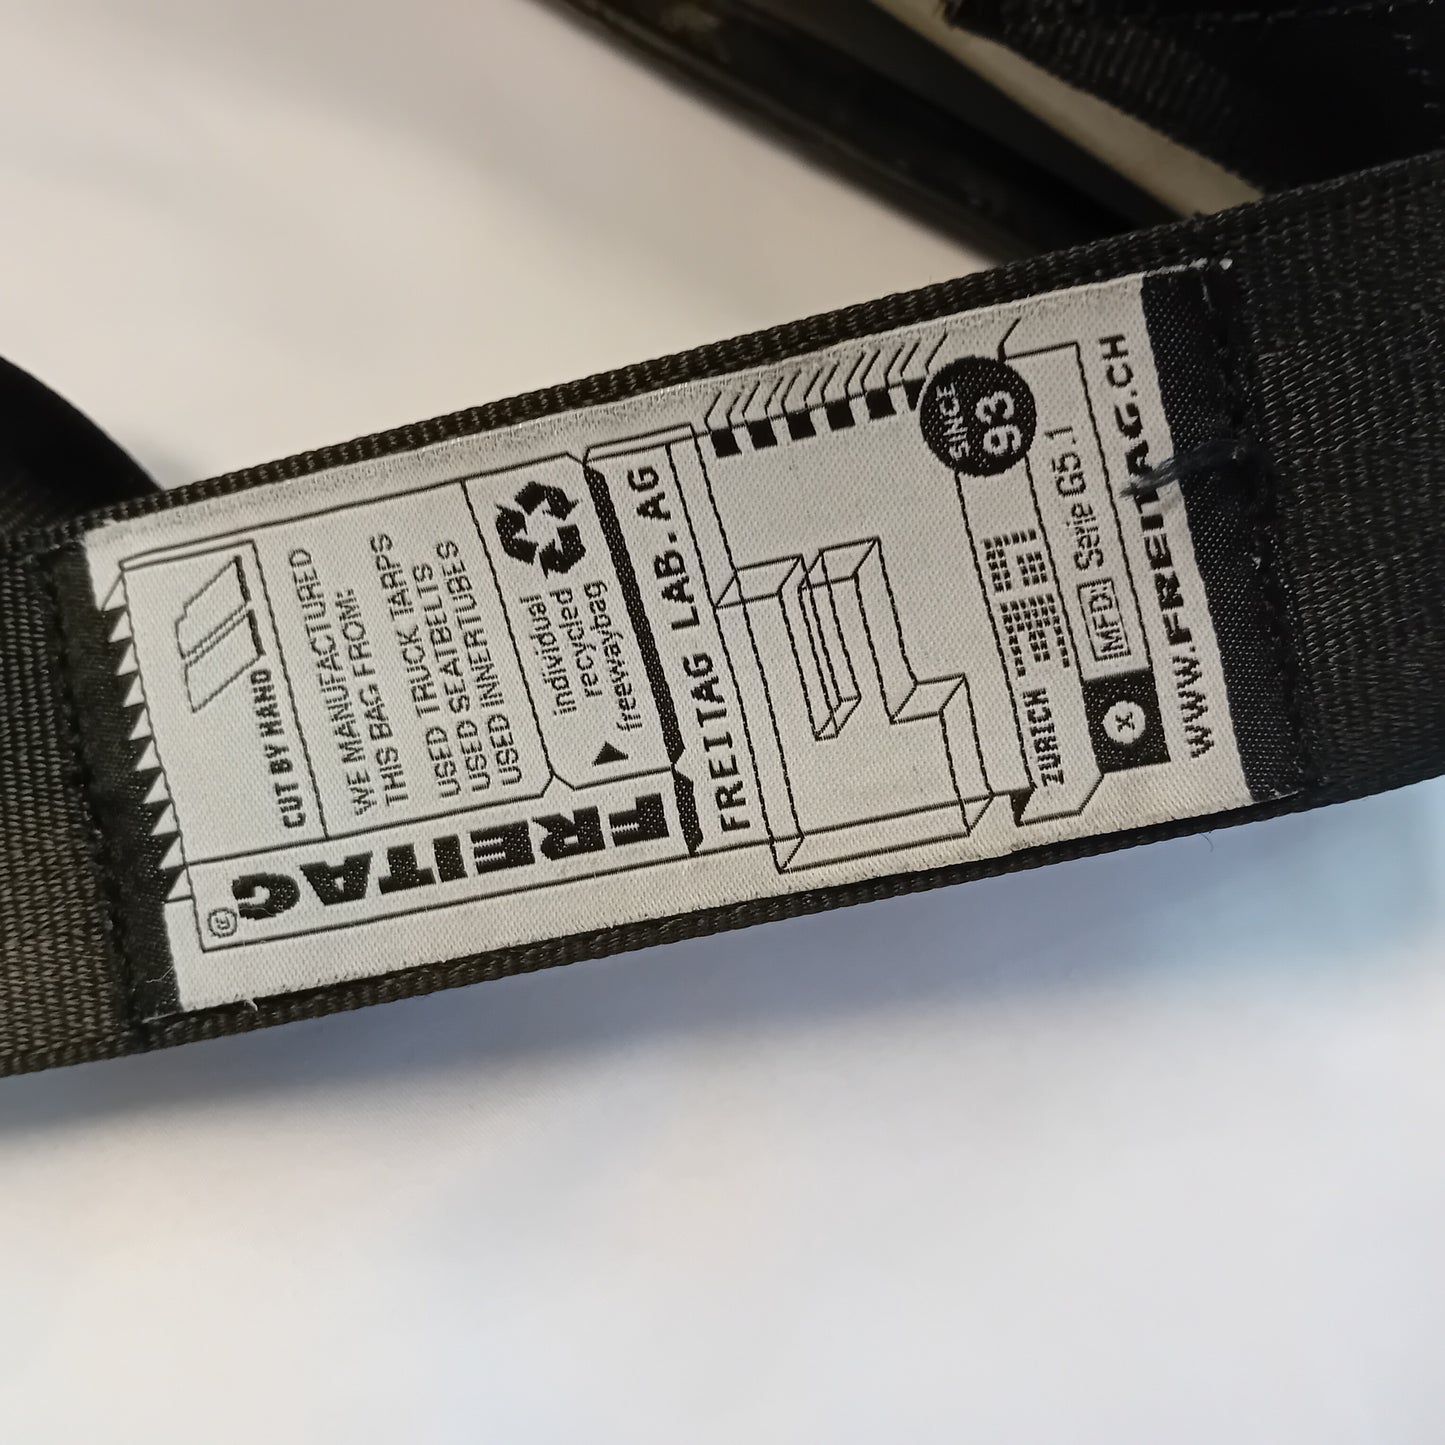 CUT BY HAND
WE MANUFACTURED
THIS BAG FROM:
USED TRUCK TARPS
USED SEATBELTS
USED INNERTUBES
individual
recycled
freewaybag
©
FREITAG
FREITAG LAB.AG
SINCE
93
ZURICH
MFD Serie G5.1
X
WWW.FREITAG.CH